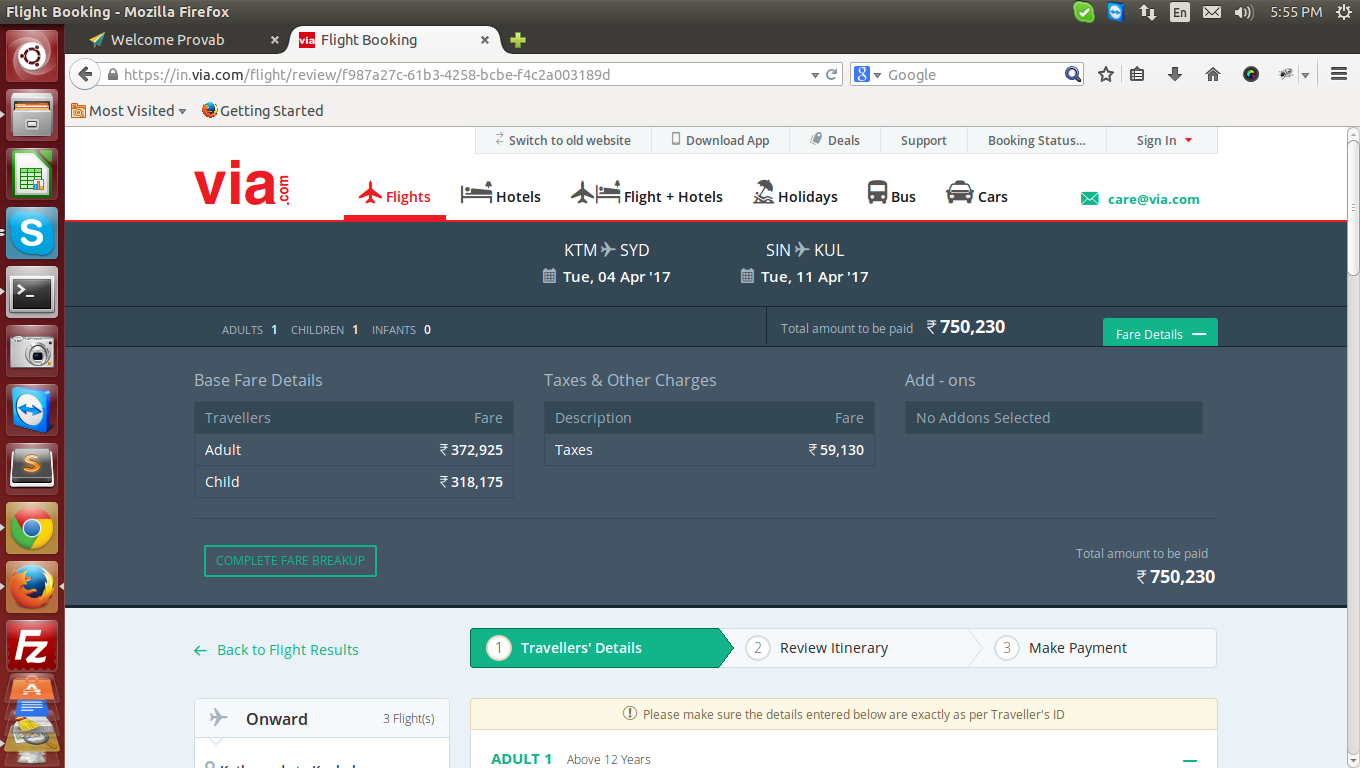 Flight Booking - Mozilla Firefox
En
5:55 PM
Welcome Provab
via Flight Booking
https://in.via.com/flight/review/f987a27c-61b3-4258-bcbe-f4c2a003189d
8 Google
Most Visited
Getting Started
Switch to old website
Download App
Deals
Support
Booking Status...
Sign In
via.com
Flights
Hotels
Flight + Hotels
Holidays
Bus
Cars
care@via.com
KTM SYD
Tue, 04 Apr '17
SIN KUL
Tue, 11 Apr '17
ADULTS 1 CHILDREN 1 INFANTS 0
Total amount to be paid ₹ 750,230
Fare Details
Base Fare Details
Travellers Fare
Adult ₹ 372,925
Child ₹ 318,175
Taxes & Other Charges
Description Fare
Taxes ₹ 59,130
Add - ons
No Addons Selected
COMPLETE FARE BREAKUP
Total amount to be paid
₹ 750,230
Back to Flight Results
1 Travellers' Details
2 Review Itinerary
3 Make Payment
Onward 3 Flight(s)
Please make sure the details entered below are exactly as per Traveller's ID
ADULT 1 Above 12 Years